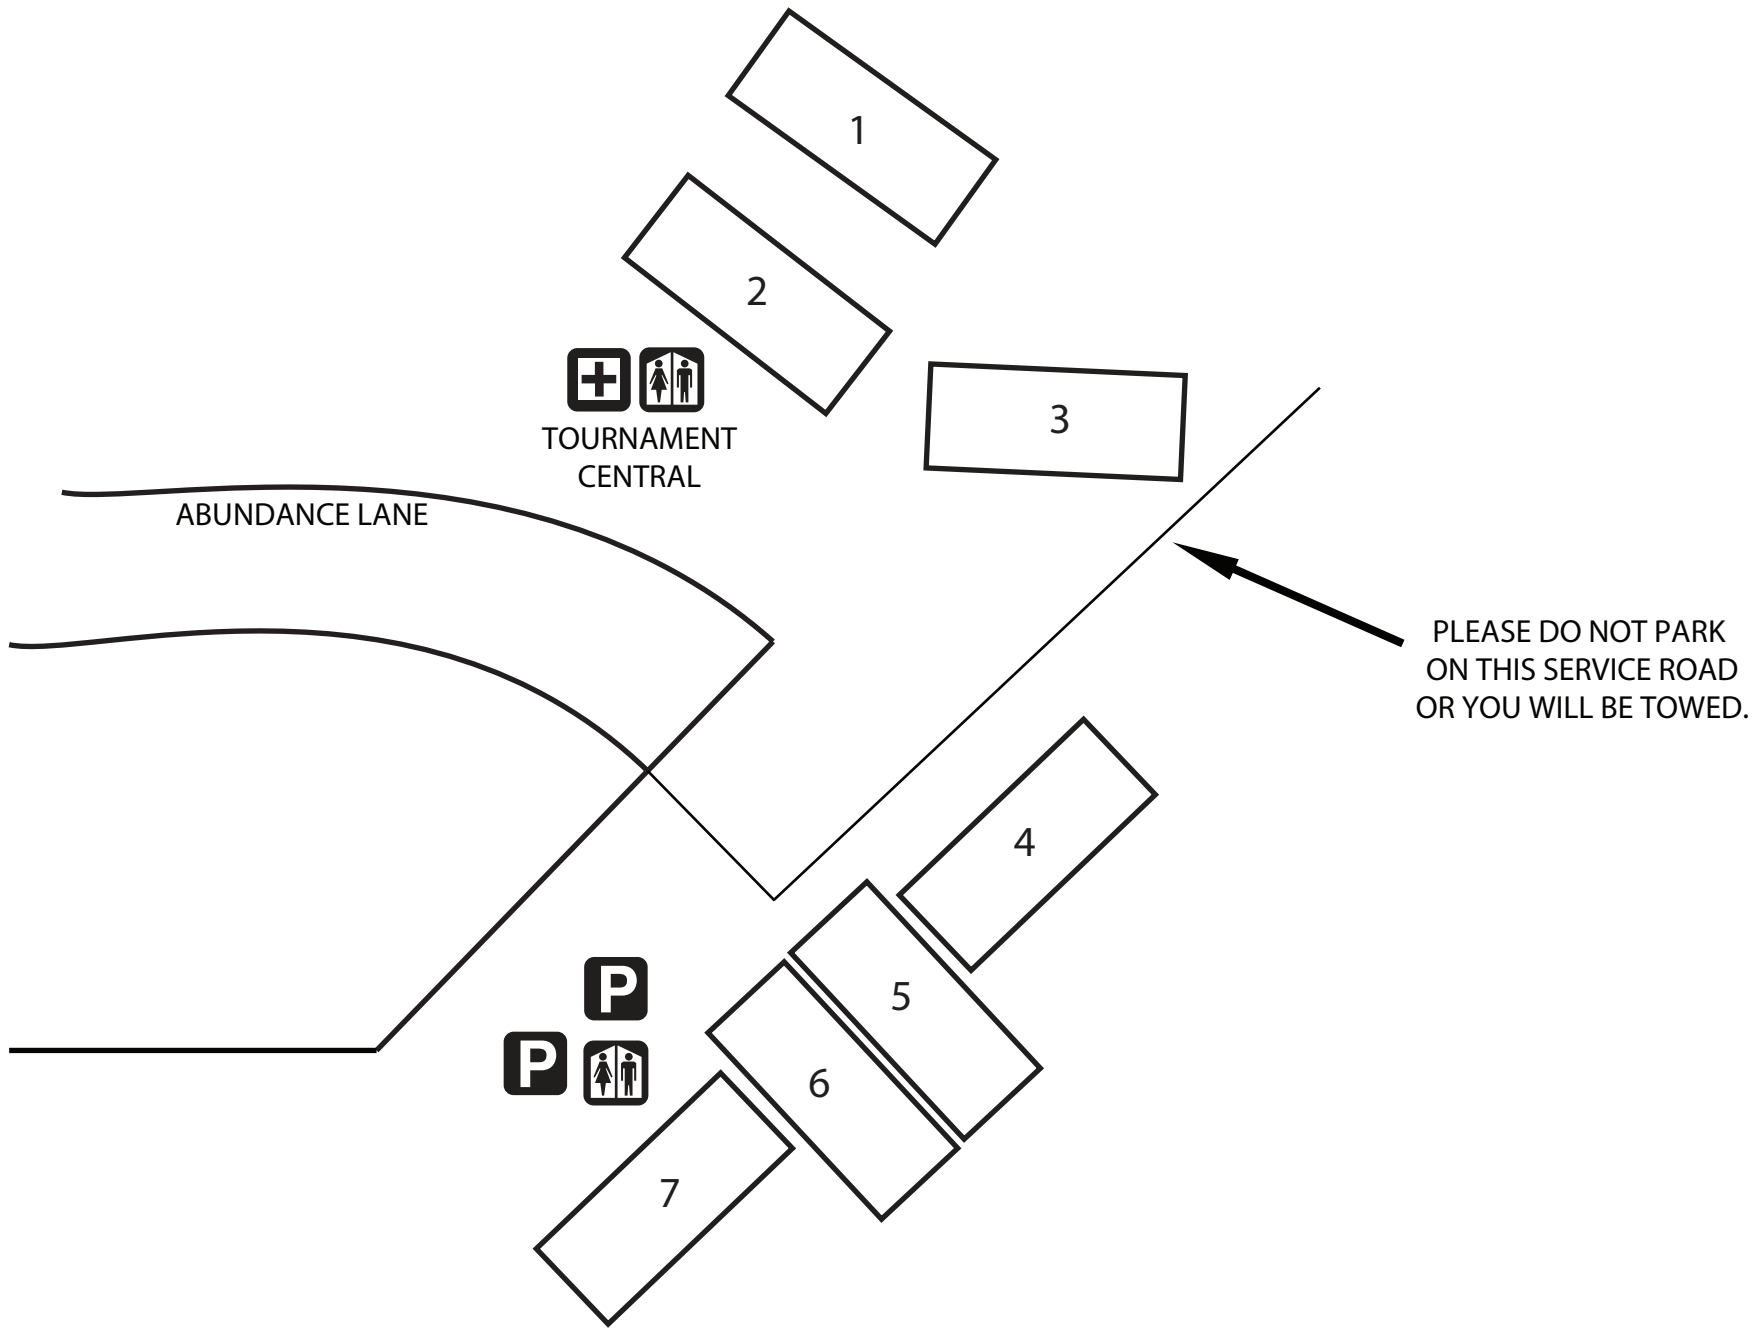 1
2
3
TOURNAMENT
CENTRAL
ABUNDANCE LANE
PLEASE DO NOT PARK
ON THIS SERVICE ROAD
OR YOU WILL BE TOWED.
4
5
P
P
6
7